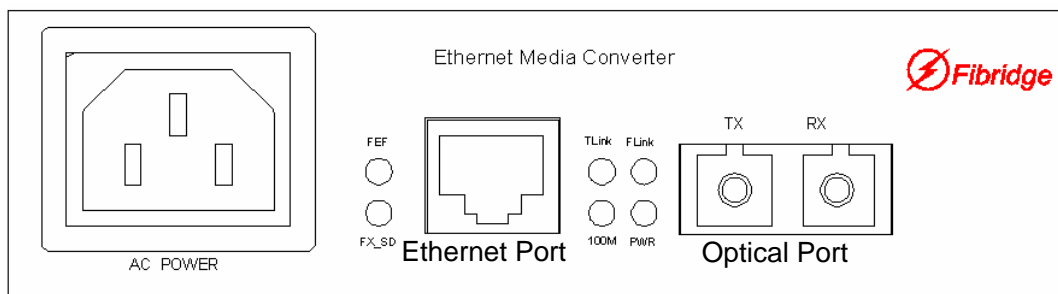 Ethernet Media Converter
Fibridge
TX RX
FEF
TLink FLink
FX_SD
100M PWR
Ethernet Port
Optical Port
AC POWER